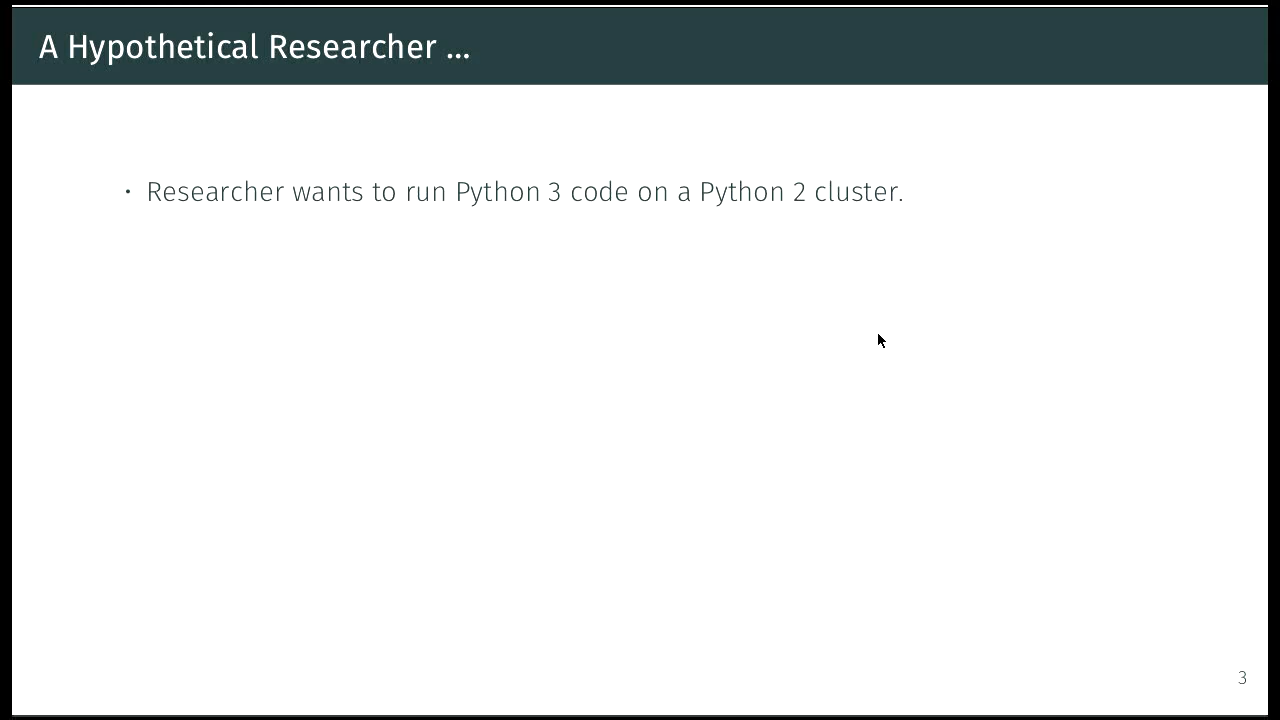 A Hypothetical Researcher ...
• Researcher wants to run Python 3 code on a Python 2 cluster.
3